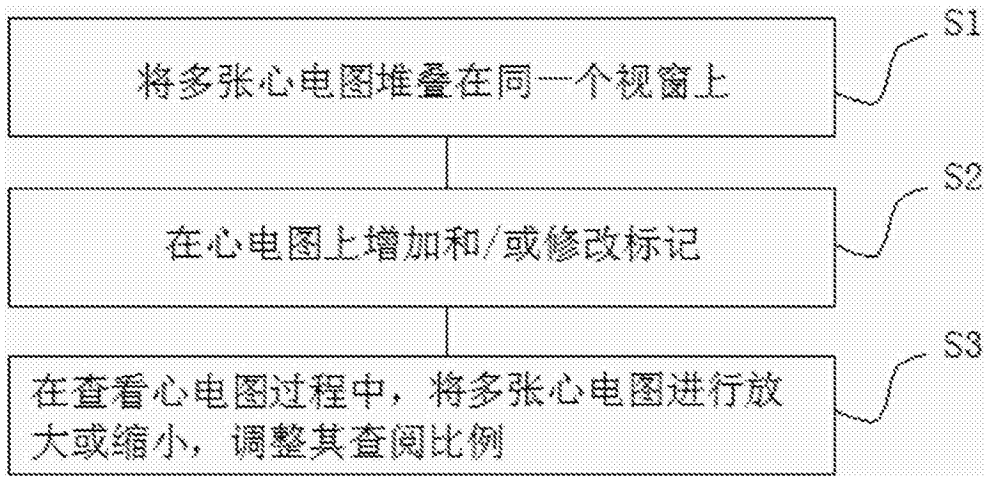 S1
将多张心电图堆叠在同一个视窗上
S2
在心电图上增加和/或修改标记
S3
在查看心电图过程中，将多张心电图进行放
大或缩小，调整其查阅比例